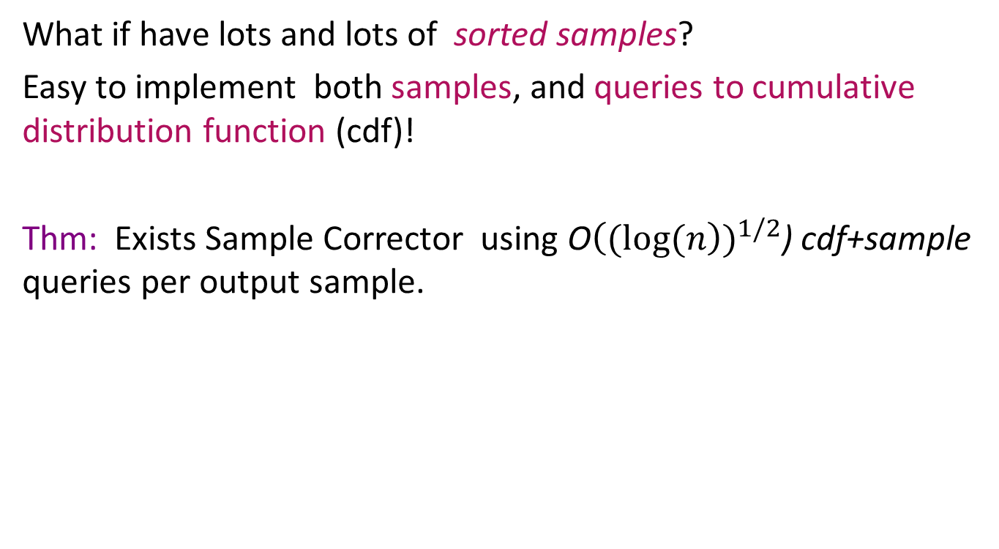 What if have lots and lots of sorted samples?
Easy to implement both samples, and queries to cumulative
distribution function (cdf)!
Thm: Exists Sample Corrector using O((log(n))^{1/2}) cdf+sample
queries per output sample.